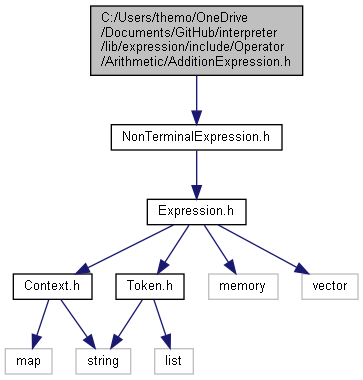 C:/Users/themo/OneDrive
/Documents/GitHub/interpreter
/lib/expression/include/Operator
/Arithmetic/AdditionExpression.h
NonTerminalExpression.h
Expression.h
Context.h
Token.h
memory
vector
map
string
list